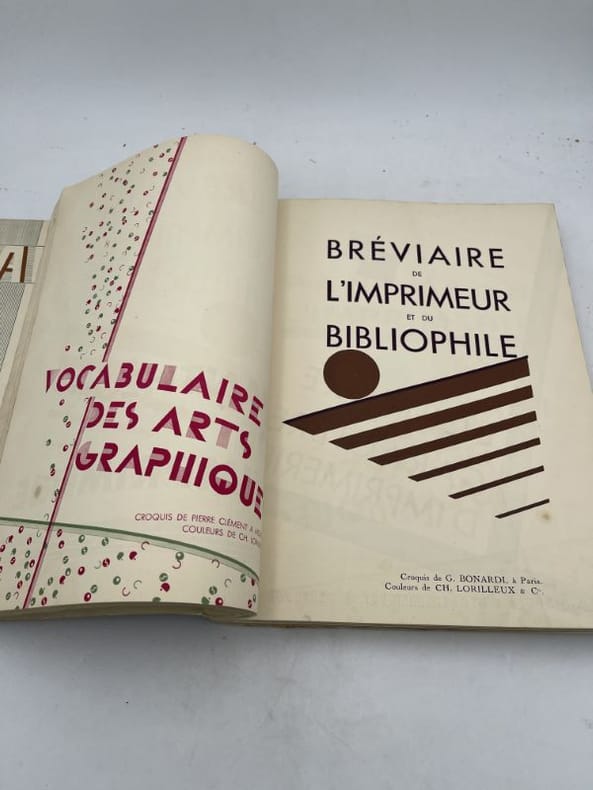 VOCABULAIRE
DES ARTS
GRAPHIQUE
CROQUIS DE PIERRE CLÉMENT A
COULEURS DE CH.
BRÉVIAIRE
DE
L'IMPRIMEUR
ET DU
BIBLIOPHILE
Croquis de G. BONARDI, à Paris.
Couleurs de CH. LORILLEUX & Cie.